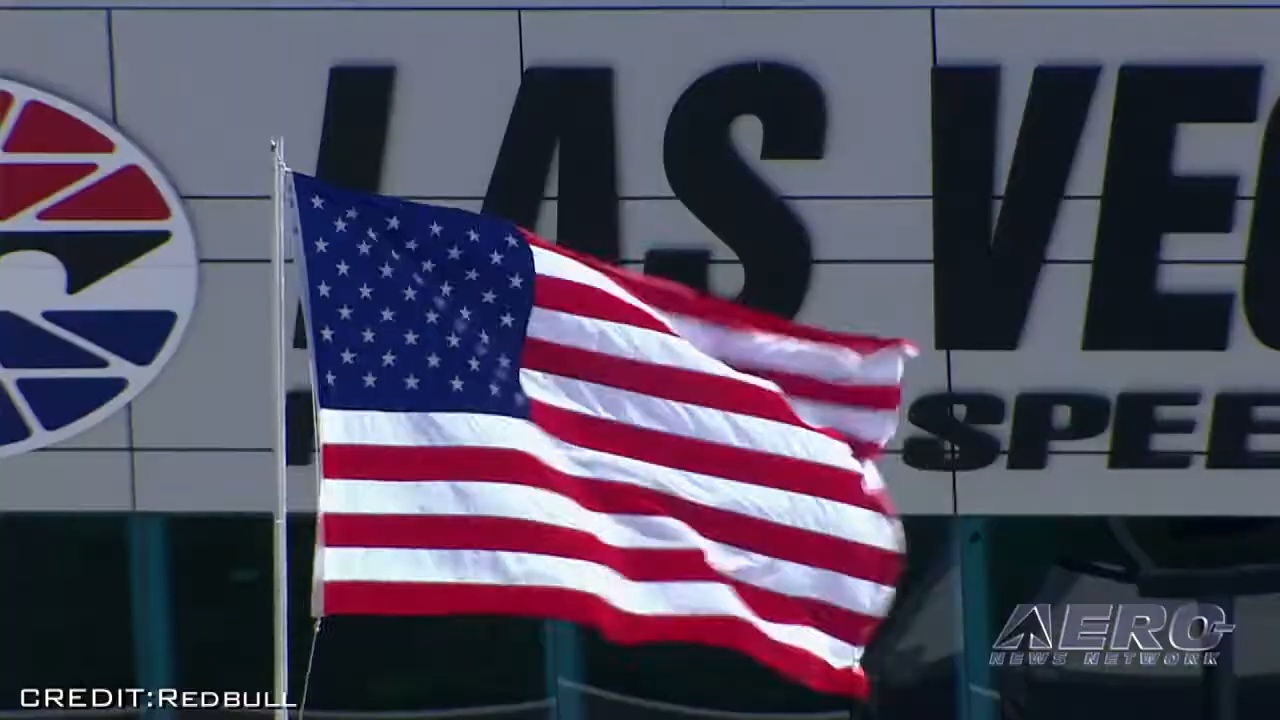 LAS VEG
SPEE
AERO
NEWS NETWORK
CREDIT:REDBULL